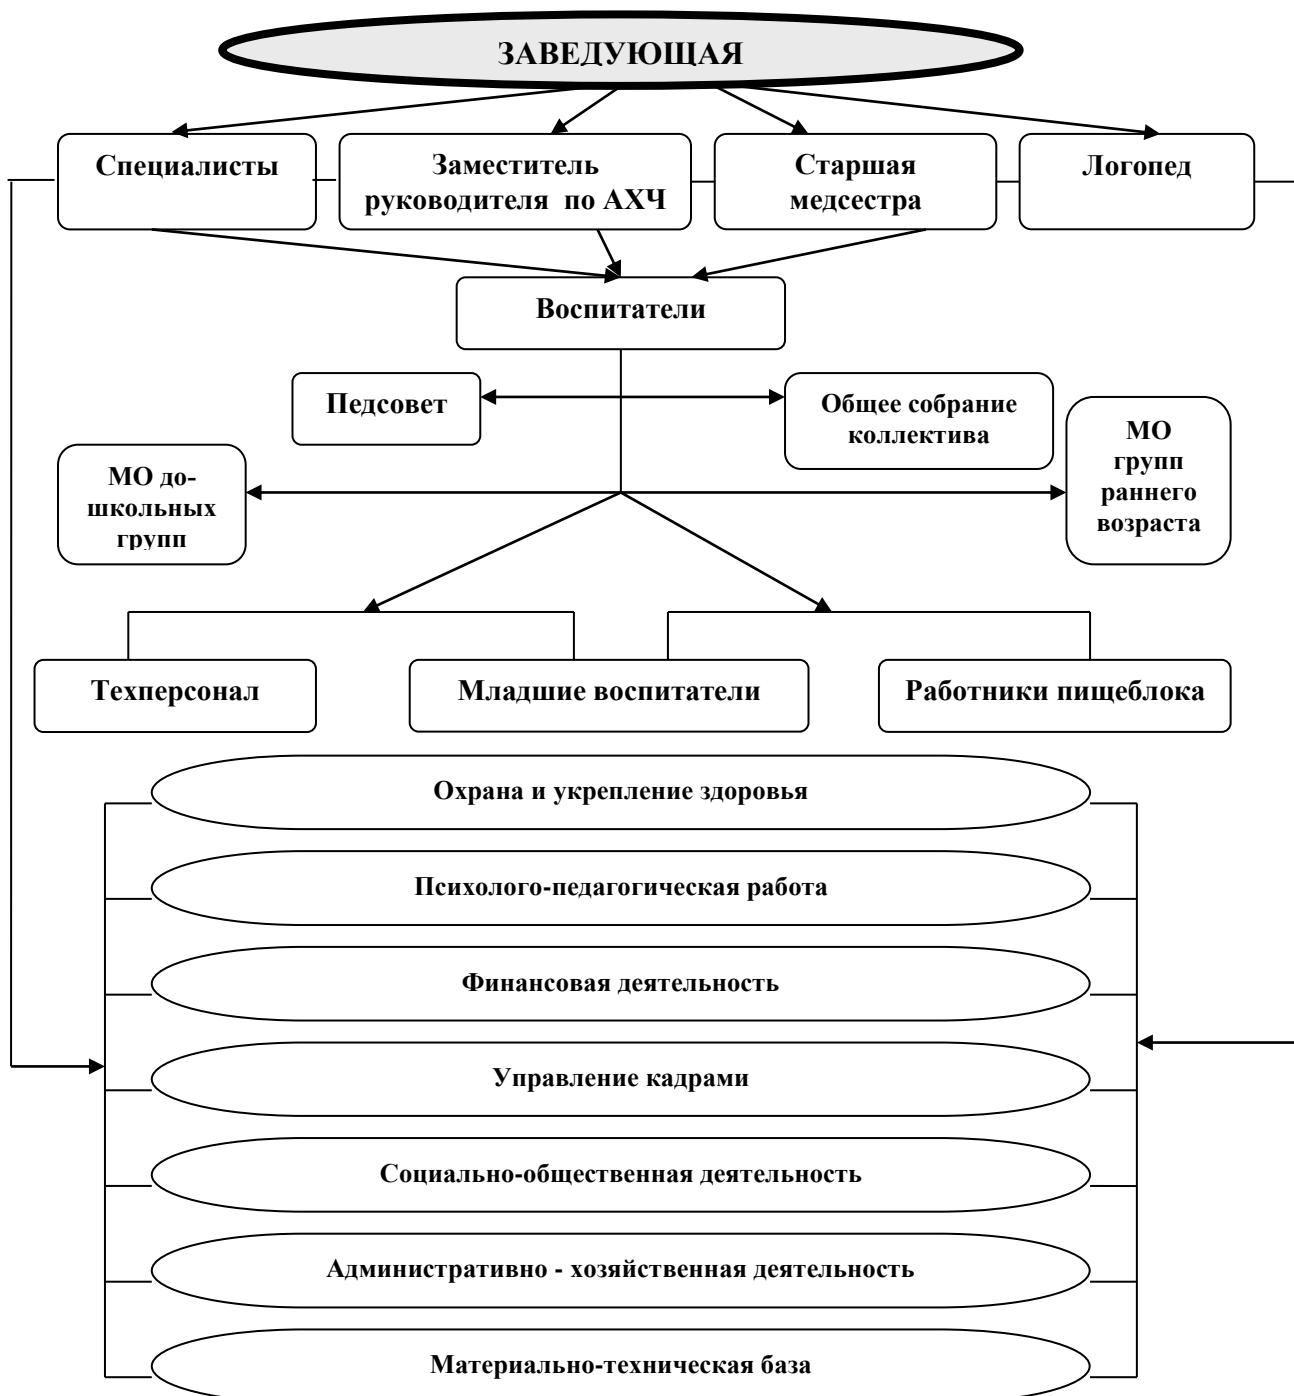 ЗАВЕДУЮЩАЯ
Специалисты
Заместитель
руководителя по АХЧ
Старшая
медсестра
Логопед
Воспитатели
Педсовет
Общее собрание
коллектива
МО
групп
раннего
возраста
МО до-
школьных
групп
Техперсонал
Младшие воспитатели
Работники пищеблока
Охрана и укрепление здоровья
Психолого-педагогическая работа
Финансовая деятельность
Управление кадрами
Социально-общественная деятельность
Административно - хозяйственная деятельность
Материально-техническая база